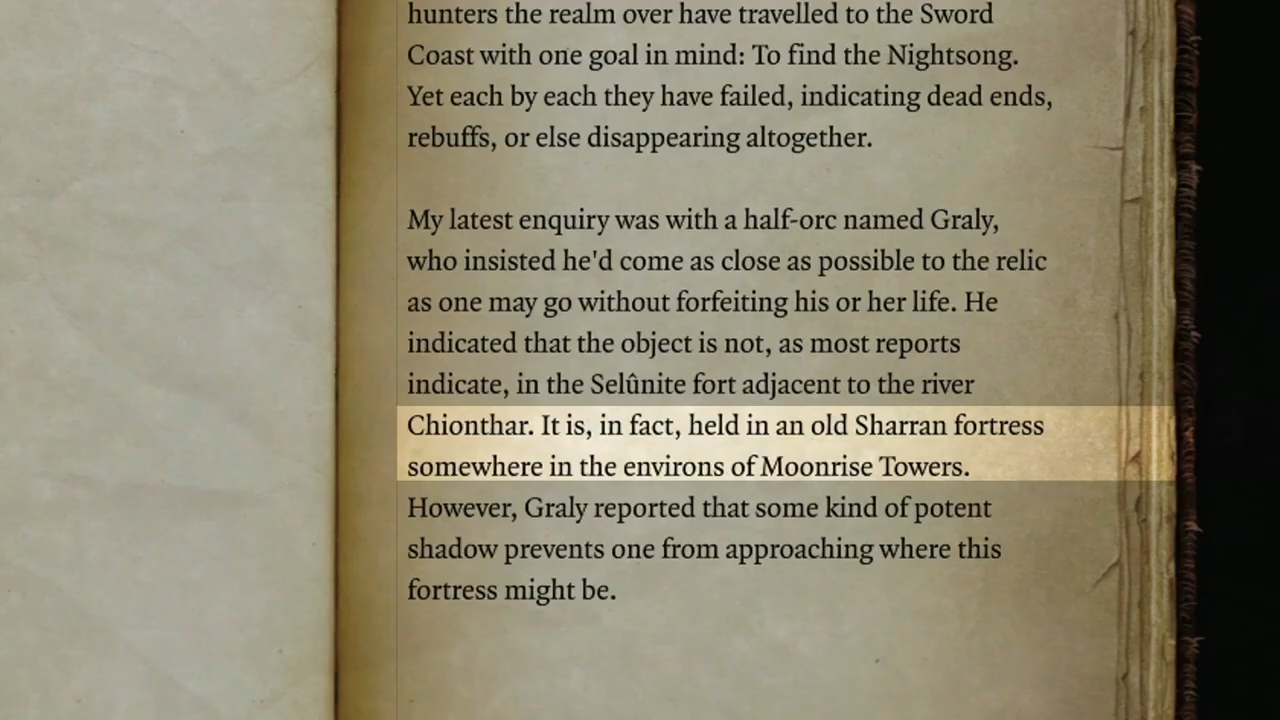 hunters the realm over have travelled to the Sword
Coast with one goal in mind: To find the Nightsong.
Yet each by each they have failed, indicating dead ends,
rebuffs, or else disappearing altogether.
My latest enquiry was with a half-orc named Graly,
who insisted he'd come as close as possible to the relic
as one may go without forfeiting his or her life. He
indicated that the object is not, as most reports
indicate, in the Selûnite fort adjacent to the river
Chionthar. It is, in fact, held in an old Sharran fortress
somewhere in the environs of Moonrise Towers.
However, Graly reported that some kind of potent
shadow prevents one from approaching where this
fortress might be.